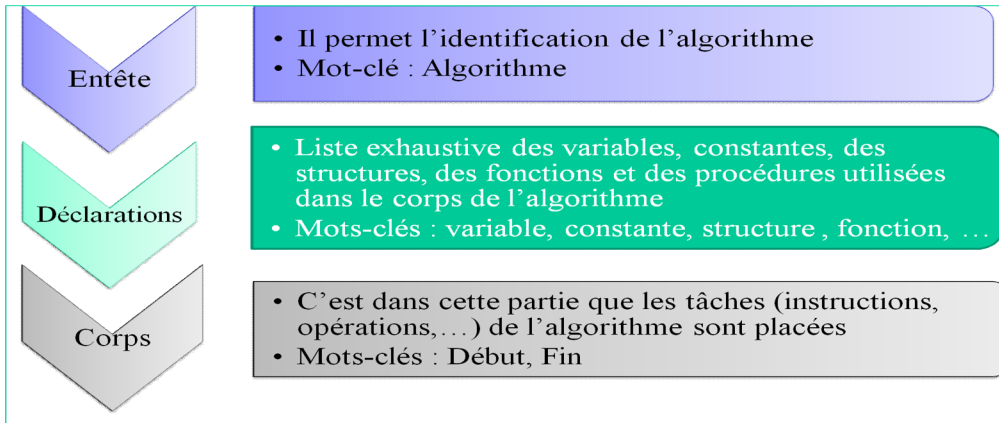 Entête
• Il permet l'identification de l'algorithme
• Mot-clé : Algorithme
Déclarations
• Liste exhaustive des variables, constantes, des
structures, des fonctions et des procédures utilisées
dans le corps de l'algorithme
• Mots-clés : variable, constante, structure , fonction, …
Corps
• C'est dans cette partie que les tâches (instructions,
opérations,…) de l'algorithme sont placées
• Mots-clés : Début, Fin